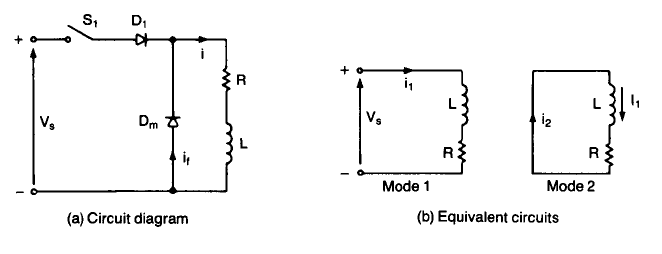 S₁ D₁
+ i
R
Vs Dm
L
if
−
(a) Circuit diagram
+ i₁
L
Vs
R
−
Mode 1
i₂ L I₁
R
Mode 2
(b) Equivalent circuits